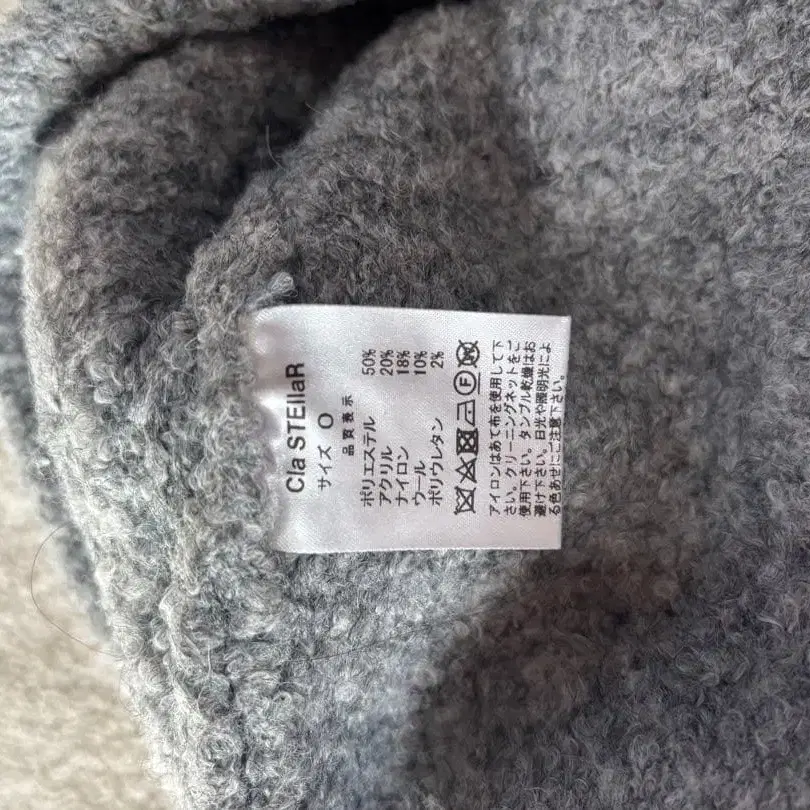 Cla STEllaR
サイズ O
品質表示
ポリエステル 50%
アクリル 20%
ナイロン 18%
ウール 10%
ポリウレタン 2%
F W
アイロンはあて布を使用して下
さい。クリーニングネットをご
使用下さい。タンブル乾燥はお
避け下さい。日光や照明光によ
る色あせにご注意下さい。